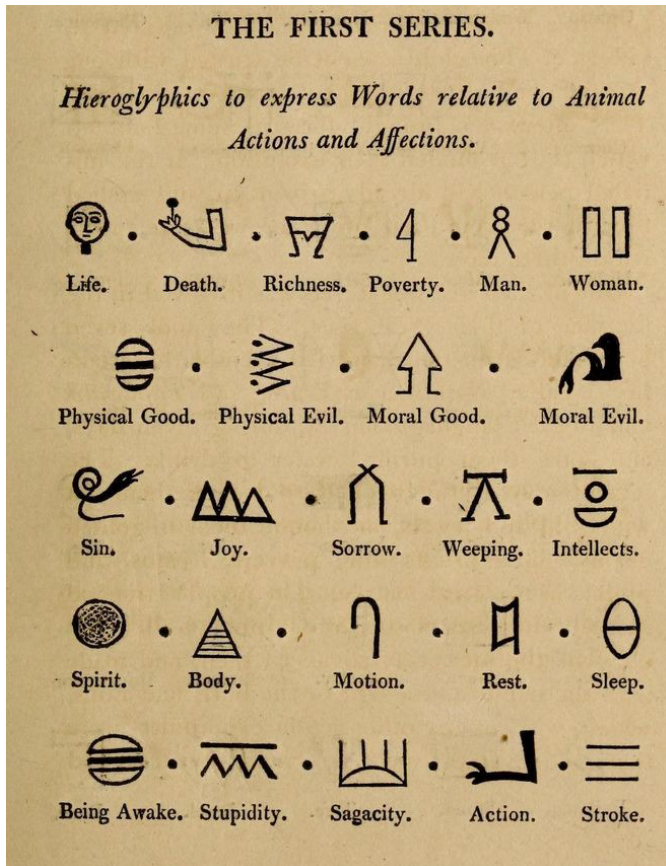 THE FIRST SERIES.
Hieroglyphics to express Words relative to Animal
Actions and Affections.
Life. Death. Richness. Poverty. Man. Woman.
Physical Good. Physical Evil. Moral Good. Moral Evil.
Sin. Joy. Sorrow. Weeping. Intellects.
Spirit. Body. Motion. Rest. Sleep.
Being Awake. Stupidity. Sagacity. Action. Stroke.